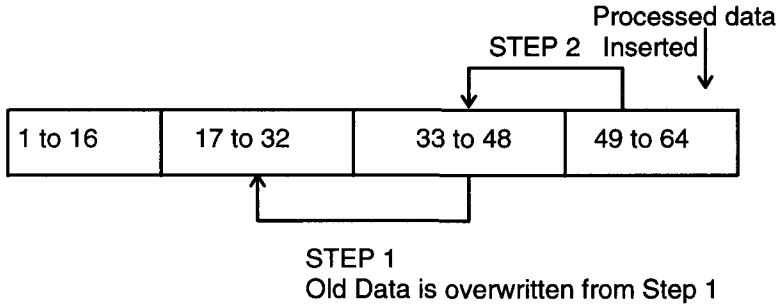 Processed data
STEP 2 Inserted
1 to 16 17 to 32 33 to 48 49 to 64
STEP 1
Old Data is overwritten from Step 1